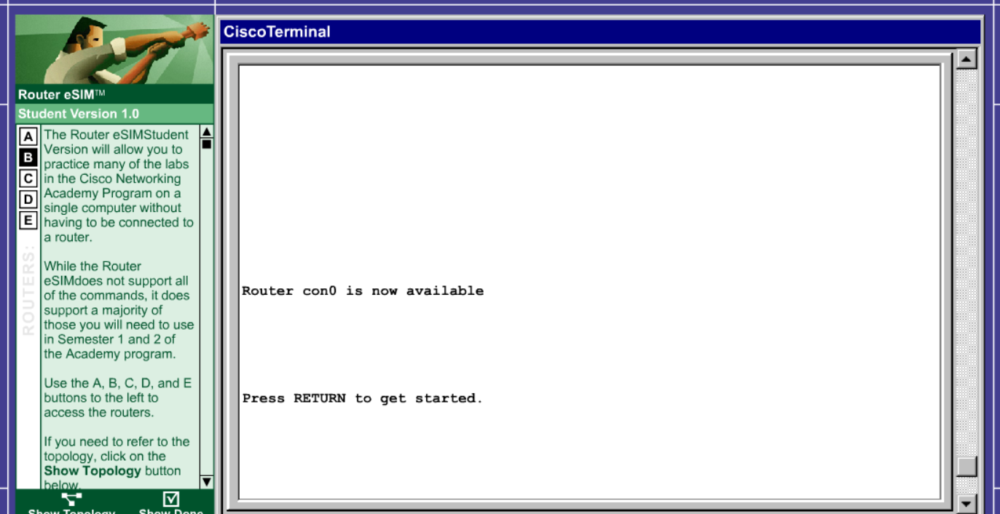 CiscoTerminal
Router eSIM™
Student Version 1.0
A
B
C
D
E
ROUTERS:
The Router eSIMStudent
Version will allow you to
practice many of the labs
in the Cisco Networking
Academy Program on a
single computer without
having to be connected to
a router.
While the Router
eSIMdoes not support all
of the commands, it does
support a majority of
those you will need to use
in Semester 1 and 2 of
the Academy program.
Use the A, B, C, D, and E
buttons to the left to
access the routers.
If you need to refer to the
topology, click on the
Show Topology button
below.
Show Topology
Show Done
Router con0 is now available
Press RETURN to get started.